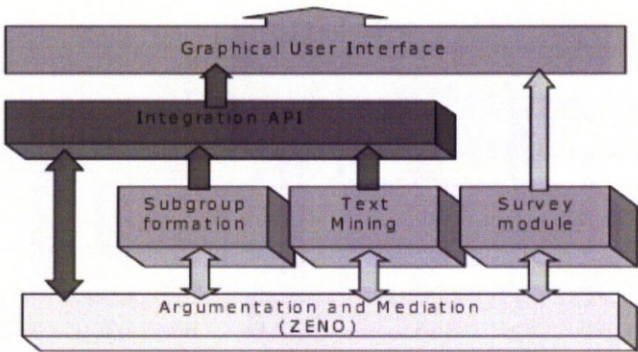 Graphical User Interface
Integration API
Subgroup
formation
Text
Mining
Survey
module
Argumentation and Mediation
(ZENO)